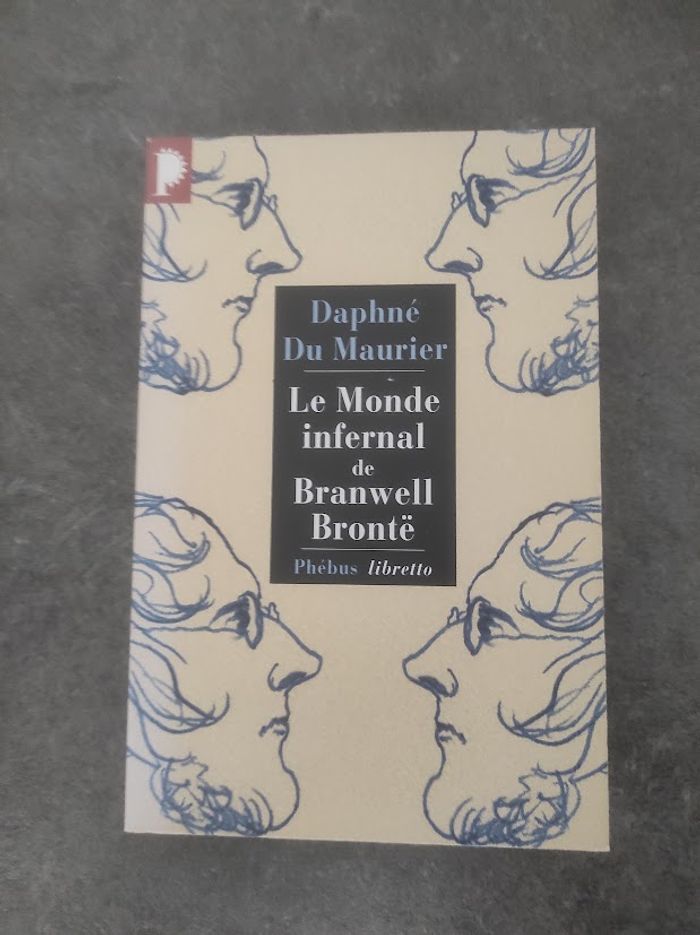 P
Daphné
Du Maurier
Le Monde
infernal
de
Branwell
Brontë
Phébus libretto